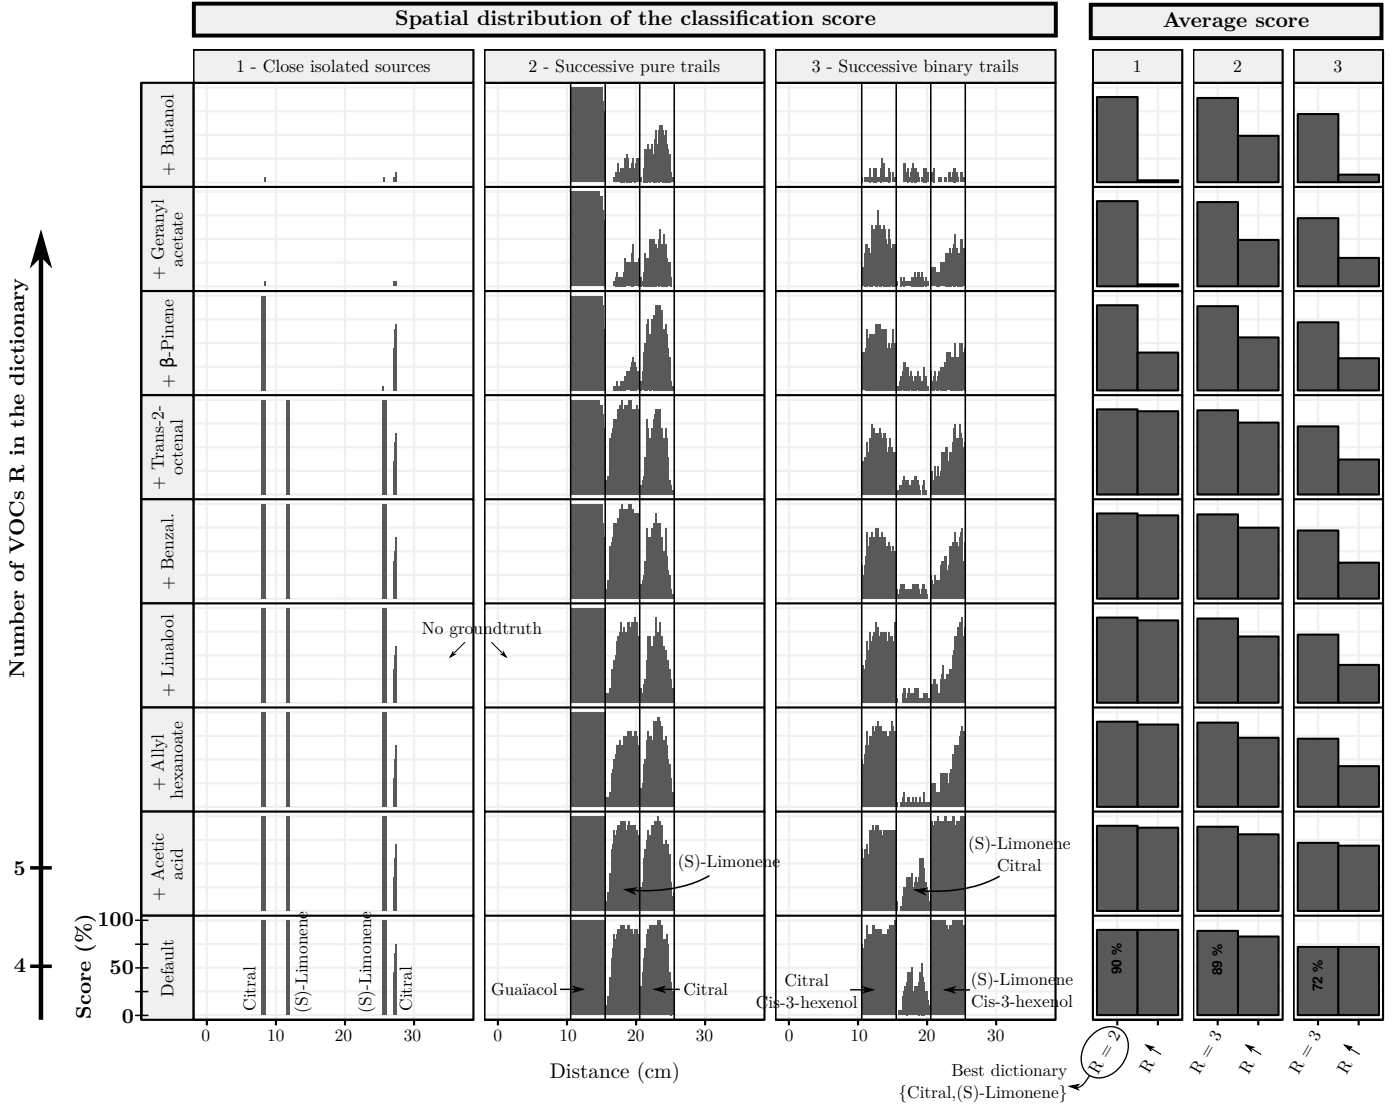 Spatial distribution of the classification score
Average score
1 - Close isolated sources
2 - Successive pure trails
3 - Successive binary trails
1
2
3
Number of VOCs R in the dictionary
5
4
+ Butanol
+ Geranyl
acetate
+ β-Pinene
+ Trans-2-
octenal
+ Benzal.
+ Linalool
No groundtruth
+ Allyl
hexanoate
+ Acetic
acid
(S)-Limonene
(S)-Limonene
Citral
Default
Score (%)
100
50
0
Citral
(S)-Limonene
(S)-Limonene
Citral
Guaïacol
Citral
Citral
Cis-3-hexenol
(S)-Limonene
Cis-3-hexenol
90 %
89 %
72 %
0 10 20 30
0 10 20 30
0 10 20 30
Distance (cm)
R = 2
R
R = 3
R
R = 3
R
Best dictionary
{Citral,(S)-Limonene}